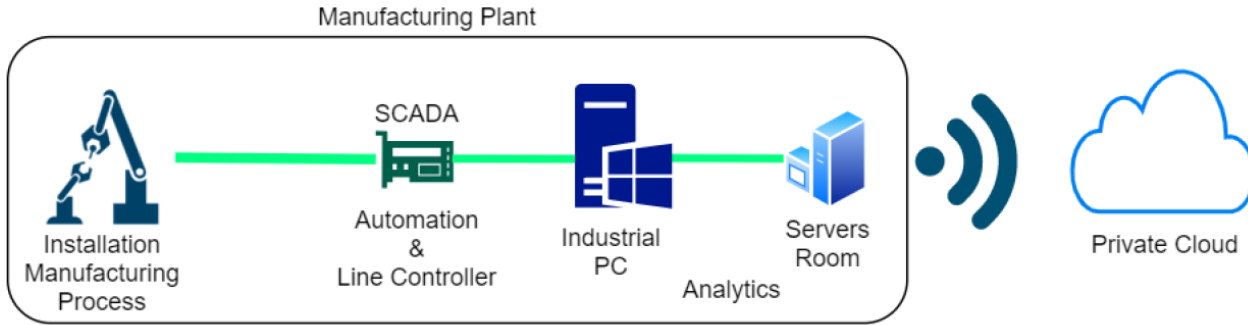 Manufacturing Plant
SCADA
Installation
Manufacturing
Process
Automation
&
Line Controller
Industrial
PC
Analytics
Servers
Room
Private Cloud